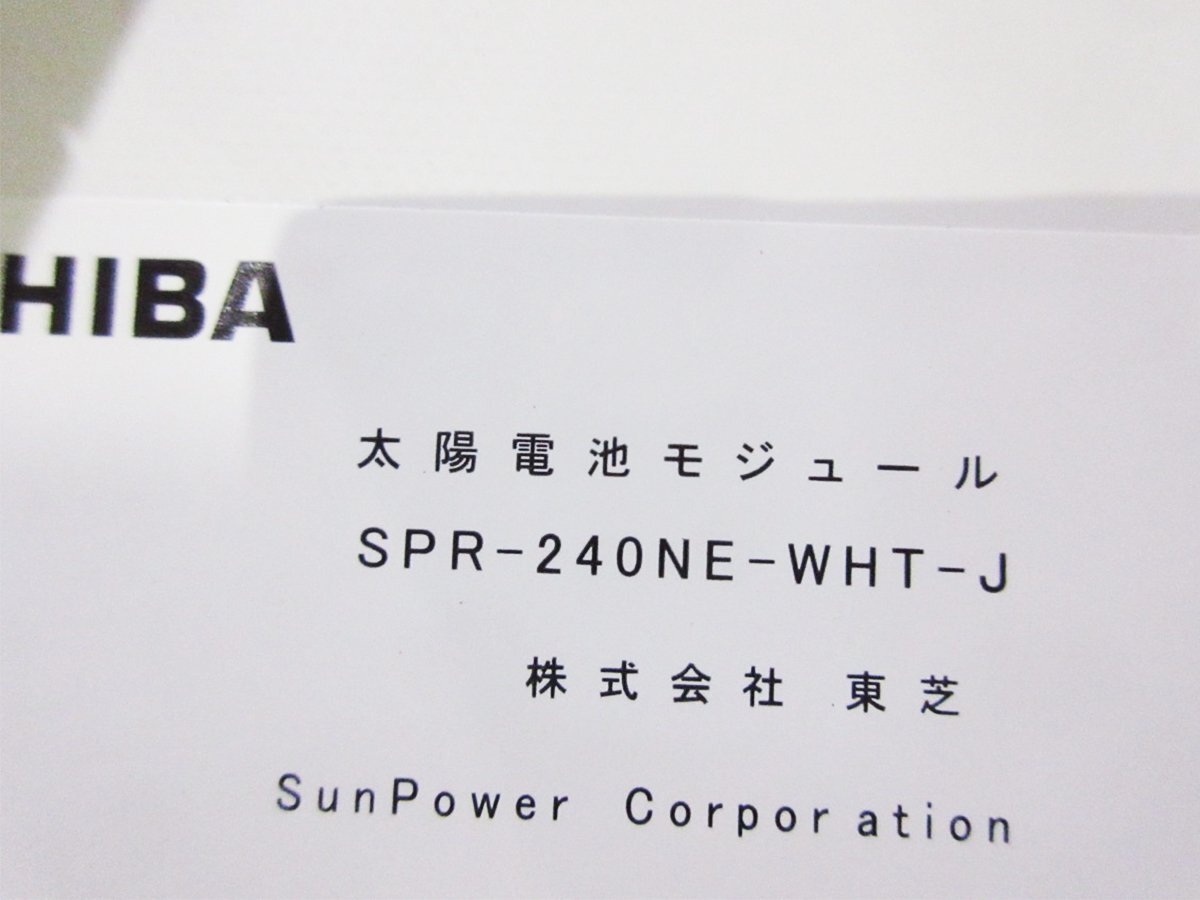 HIBA
太陽電池モジュール
SPR-240NE-WHT-J
株式会社 東芝
SunPower Corporation